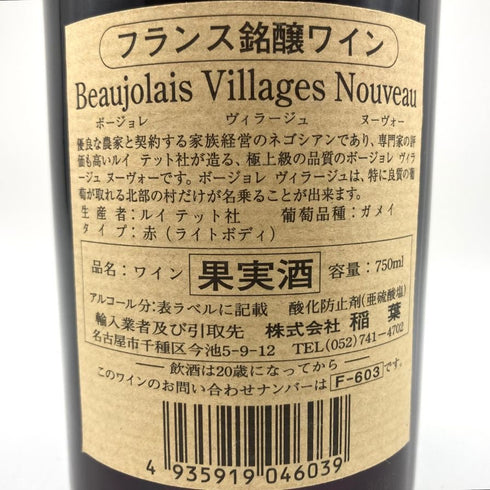 フランス銘醸ワイン
Beaujolais Villages Nouveau
ボージョレ ヴィラージュ ヌーヴォー
優良な農家と契約する家族経営のネゴシアンであり、専門家の評
価も高いルイ テット社が造る、極上級の品質のボージョレ ヴィラ
ージュ ヌーヴォーです。ボージョレ ヴィラージュは、特に良質の葡
萄が取れる北部の村だけが名乗ることが出来ます。
生産者:ルイ テット社 葡萄品種:ガメイ
タイプ:赤(ライトボディ)
品名:ワイン 果実酒 容量:750ml
アルコール分:表ラベルに記載 酸化防止剤(亜硫酸塩)
輸入業者及び引取先 株式会社 稲葉
名古屋市千種区今池5-9-12 TEL(052)741-4702
飲酒は20歳になってから
このワインのお問い合わせナンバーは F-603 です。
4 935919 046039